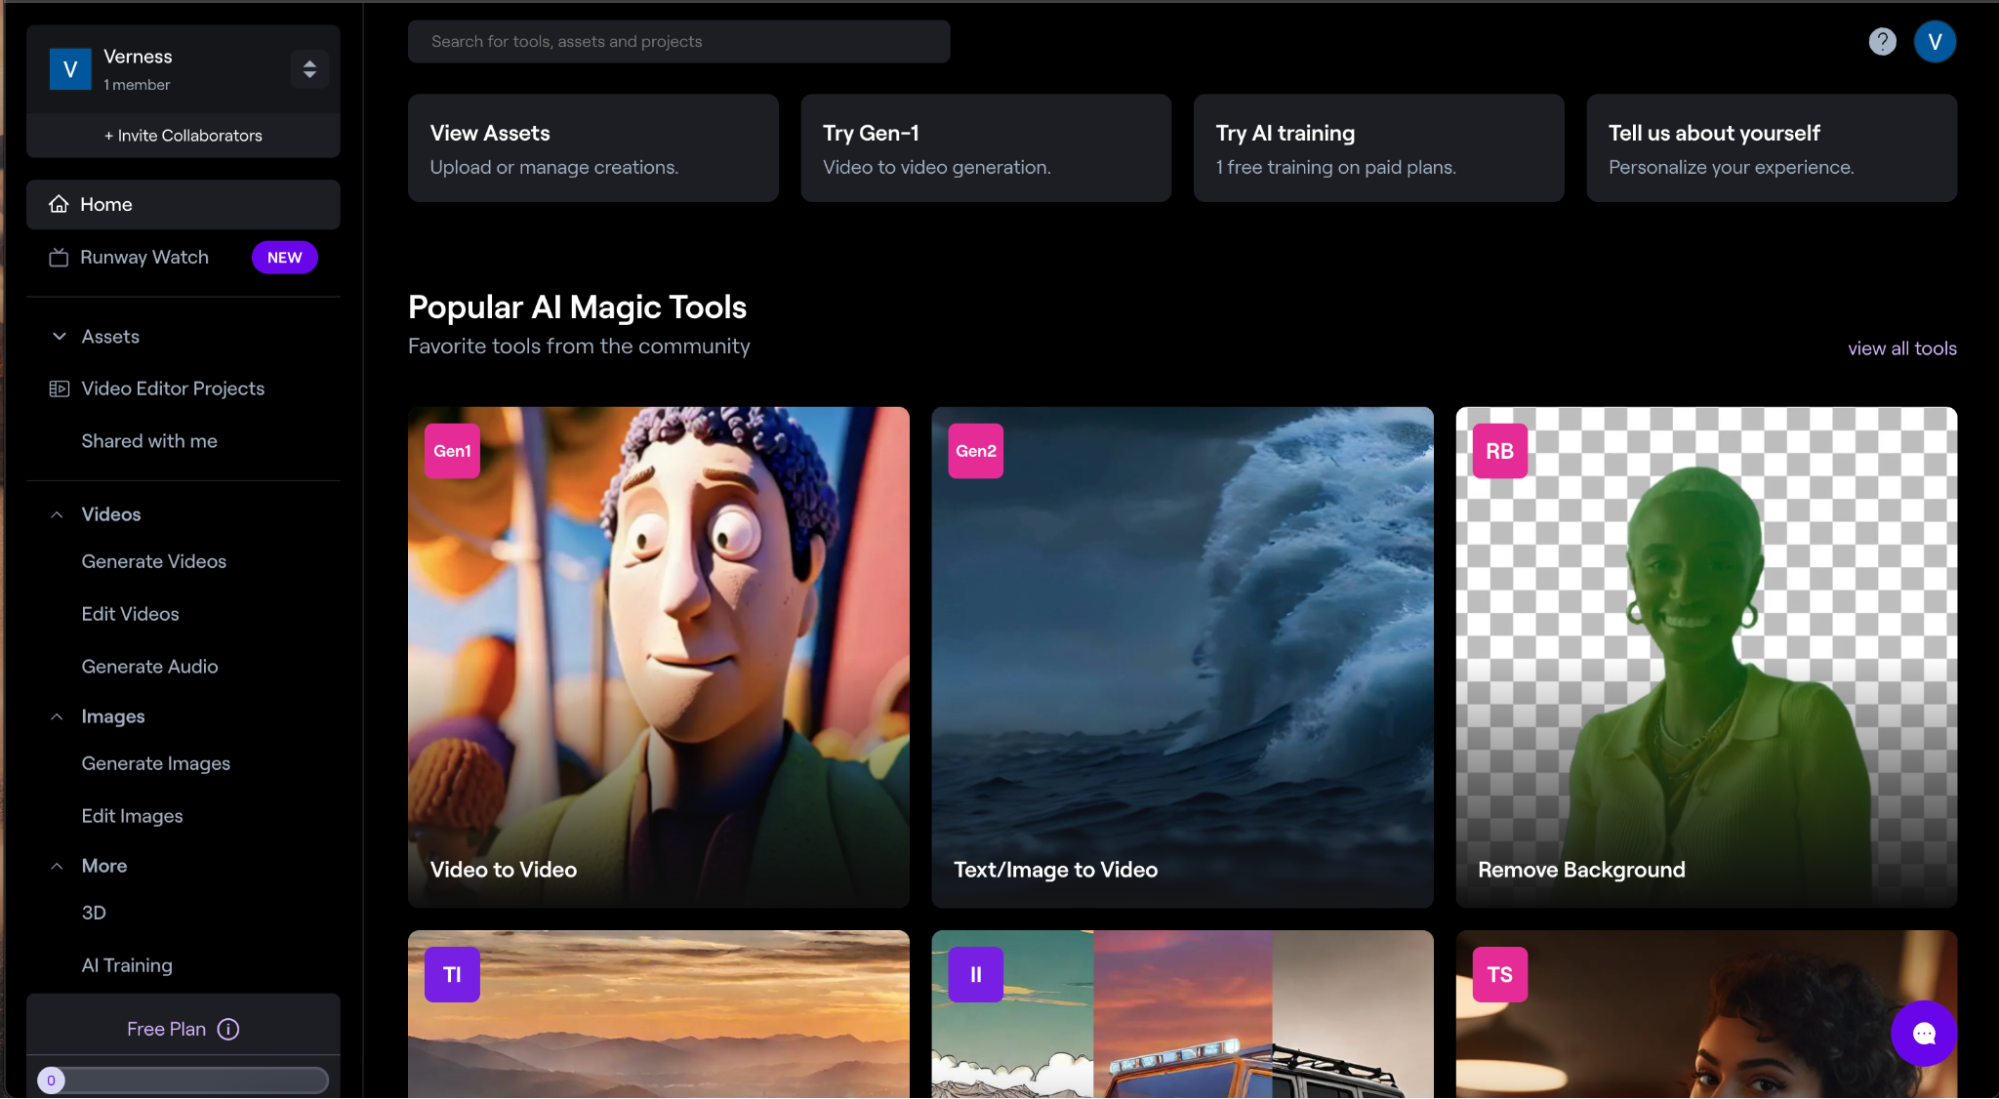 V
Verness
1 member
+ Invite Collaborators
Home
Runway Watch
NEW
Assets
Video Editor Projects
Shared with me
Videos
Generate Videos
Edit Videos
Generate Audio
Images
Generate Images
Edit Images
More
3D
AI Training
Free Plan
0
Search for tools, assets and projects
?
V
View Assets
Upload or manage creations.
Try Gen-1
Video to video generation.
Try AI training
1 free training on paid plans.
Tell us about yourself
Personalize your experience.
Popular AI Magic Tools
Favorite tools from the community
view all tools
Gen1
Video to Video
Gen2
Text/Image to Video
RB
Remove Background
TI
II
TS